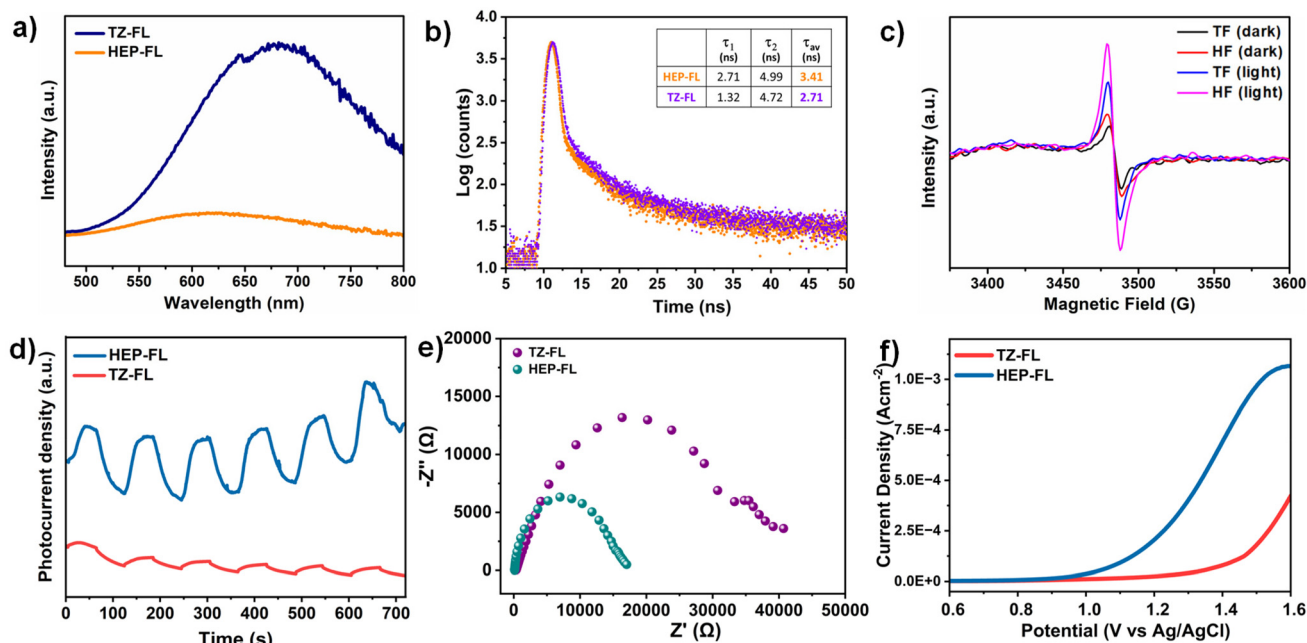 a)
TZ-FL
HEP-FL
Intensity (a.u.)
500 550 600 650 700 750 800
Wavelength (nm)
b)
τ1 (ns) τ2 (ns) τav (ns)
HEP-FL 2.71 4.99 3.41
TZ-FL 1.32 4.72 2.71
Log (counts)
4.0
3.5
3.0
2.5
2.0
1.5
1.0
5 10 15 20 25 30 35 40 45 50
Time (ns)
c)
TF (dark)
HF (dark)
TF (light)
HF (light)
Intensity (a.u.)
3400 3450 3500 3550 3600
Magnetic Field (G)
d)
HEP-FL
TZ-FL
Photocurrent density (a.u.)
0 100 200 300 400 500 600 700
Time (s)
e)
TZ-FL
HEP-FL
-Z'' (Ω)
20000
15000
10000
5000
0
0 10000 20000 30000 40000 50000
Z' (Ω)
f)
TZ-FL
HEP-FL
Current Density (Acm-2)
1.0E-3
7.5E-4
5.0E-4
2.5E-4
0.0E+0
0.6 0.8 1.0 1.2 1.4 1.6
Potential (V vs Ag/AgCl)